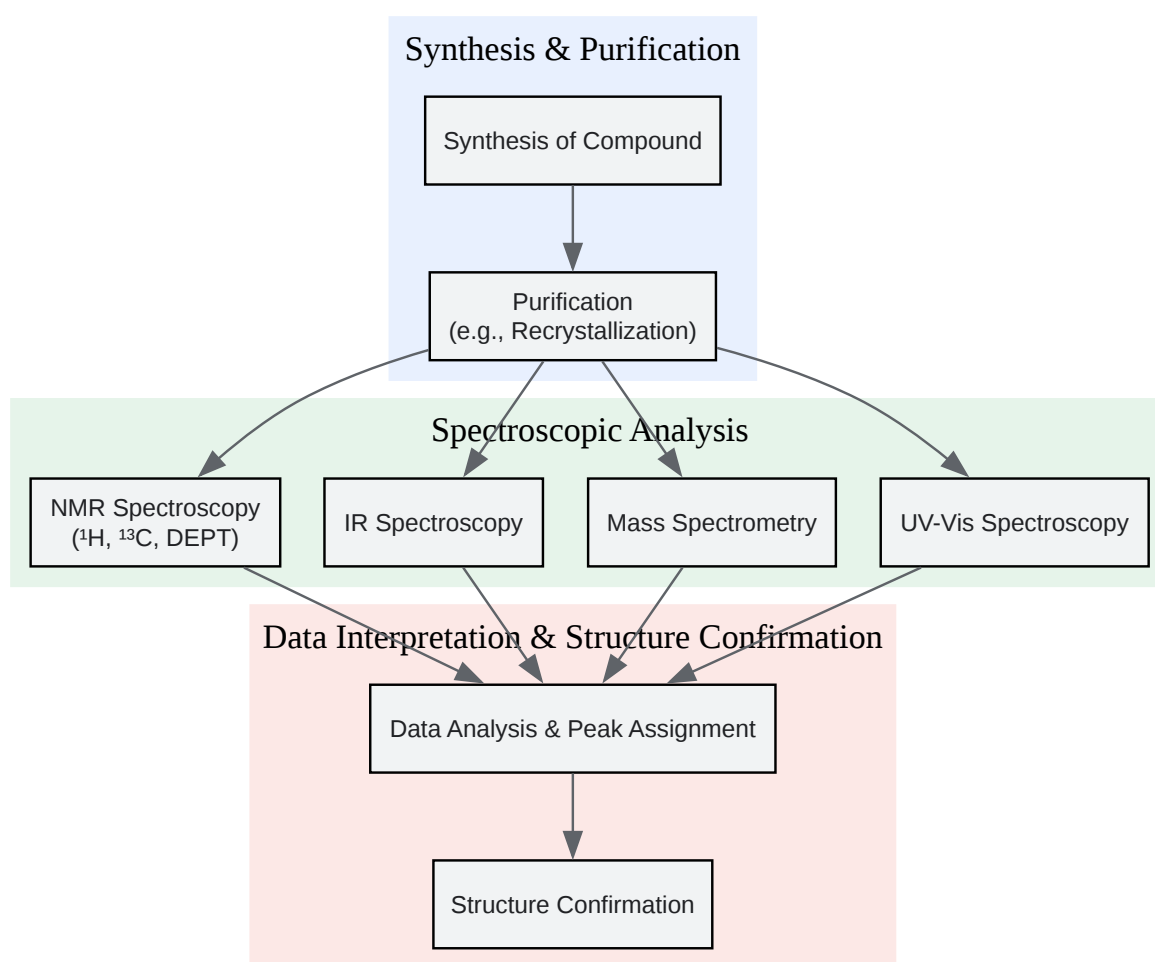 Synthesis & Purification
Synthesis of Compound
Purification
(e.g., Recrystallization)
Spectroscopic Analysis
NMR Spectroscopy
(¹H, ¹³C, DEPT)
IR Spectroscopy
Mass Spectrometry
UV-Vis Spectroscopy
Data Interpretation & Structure Confirmation
Data Analysis & Peak Assignment
Structure Confirmation